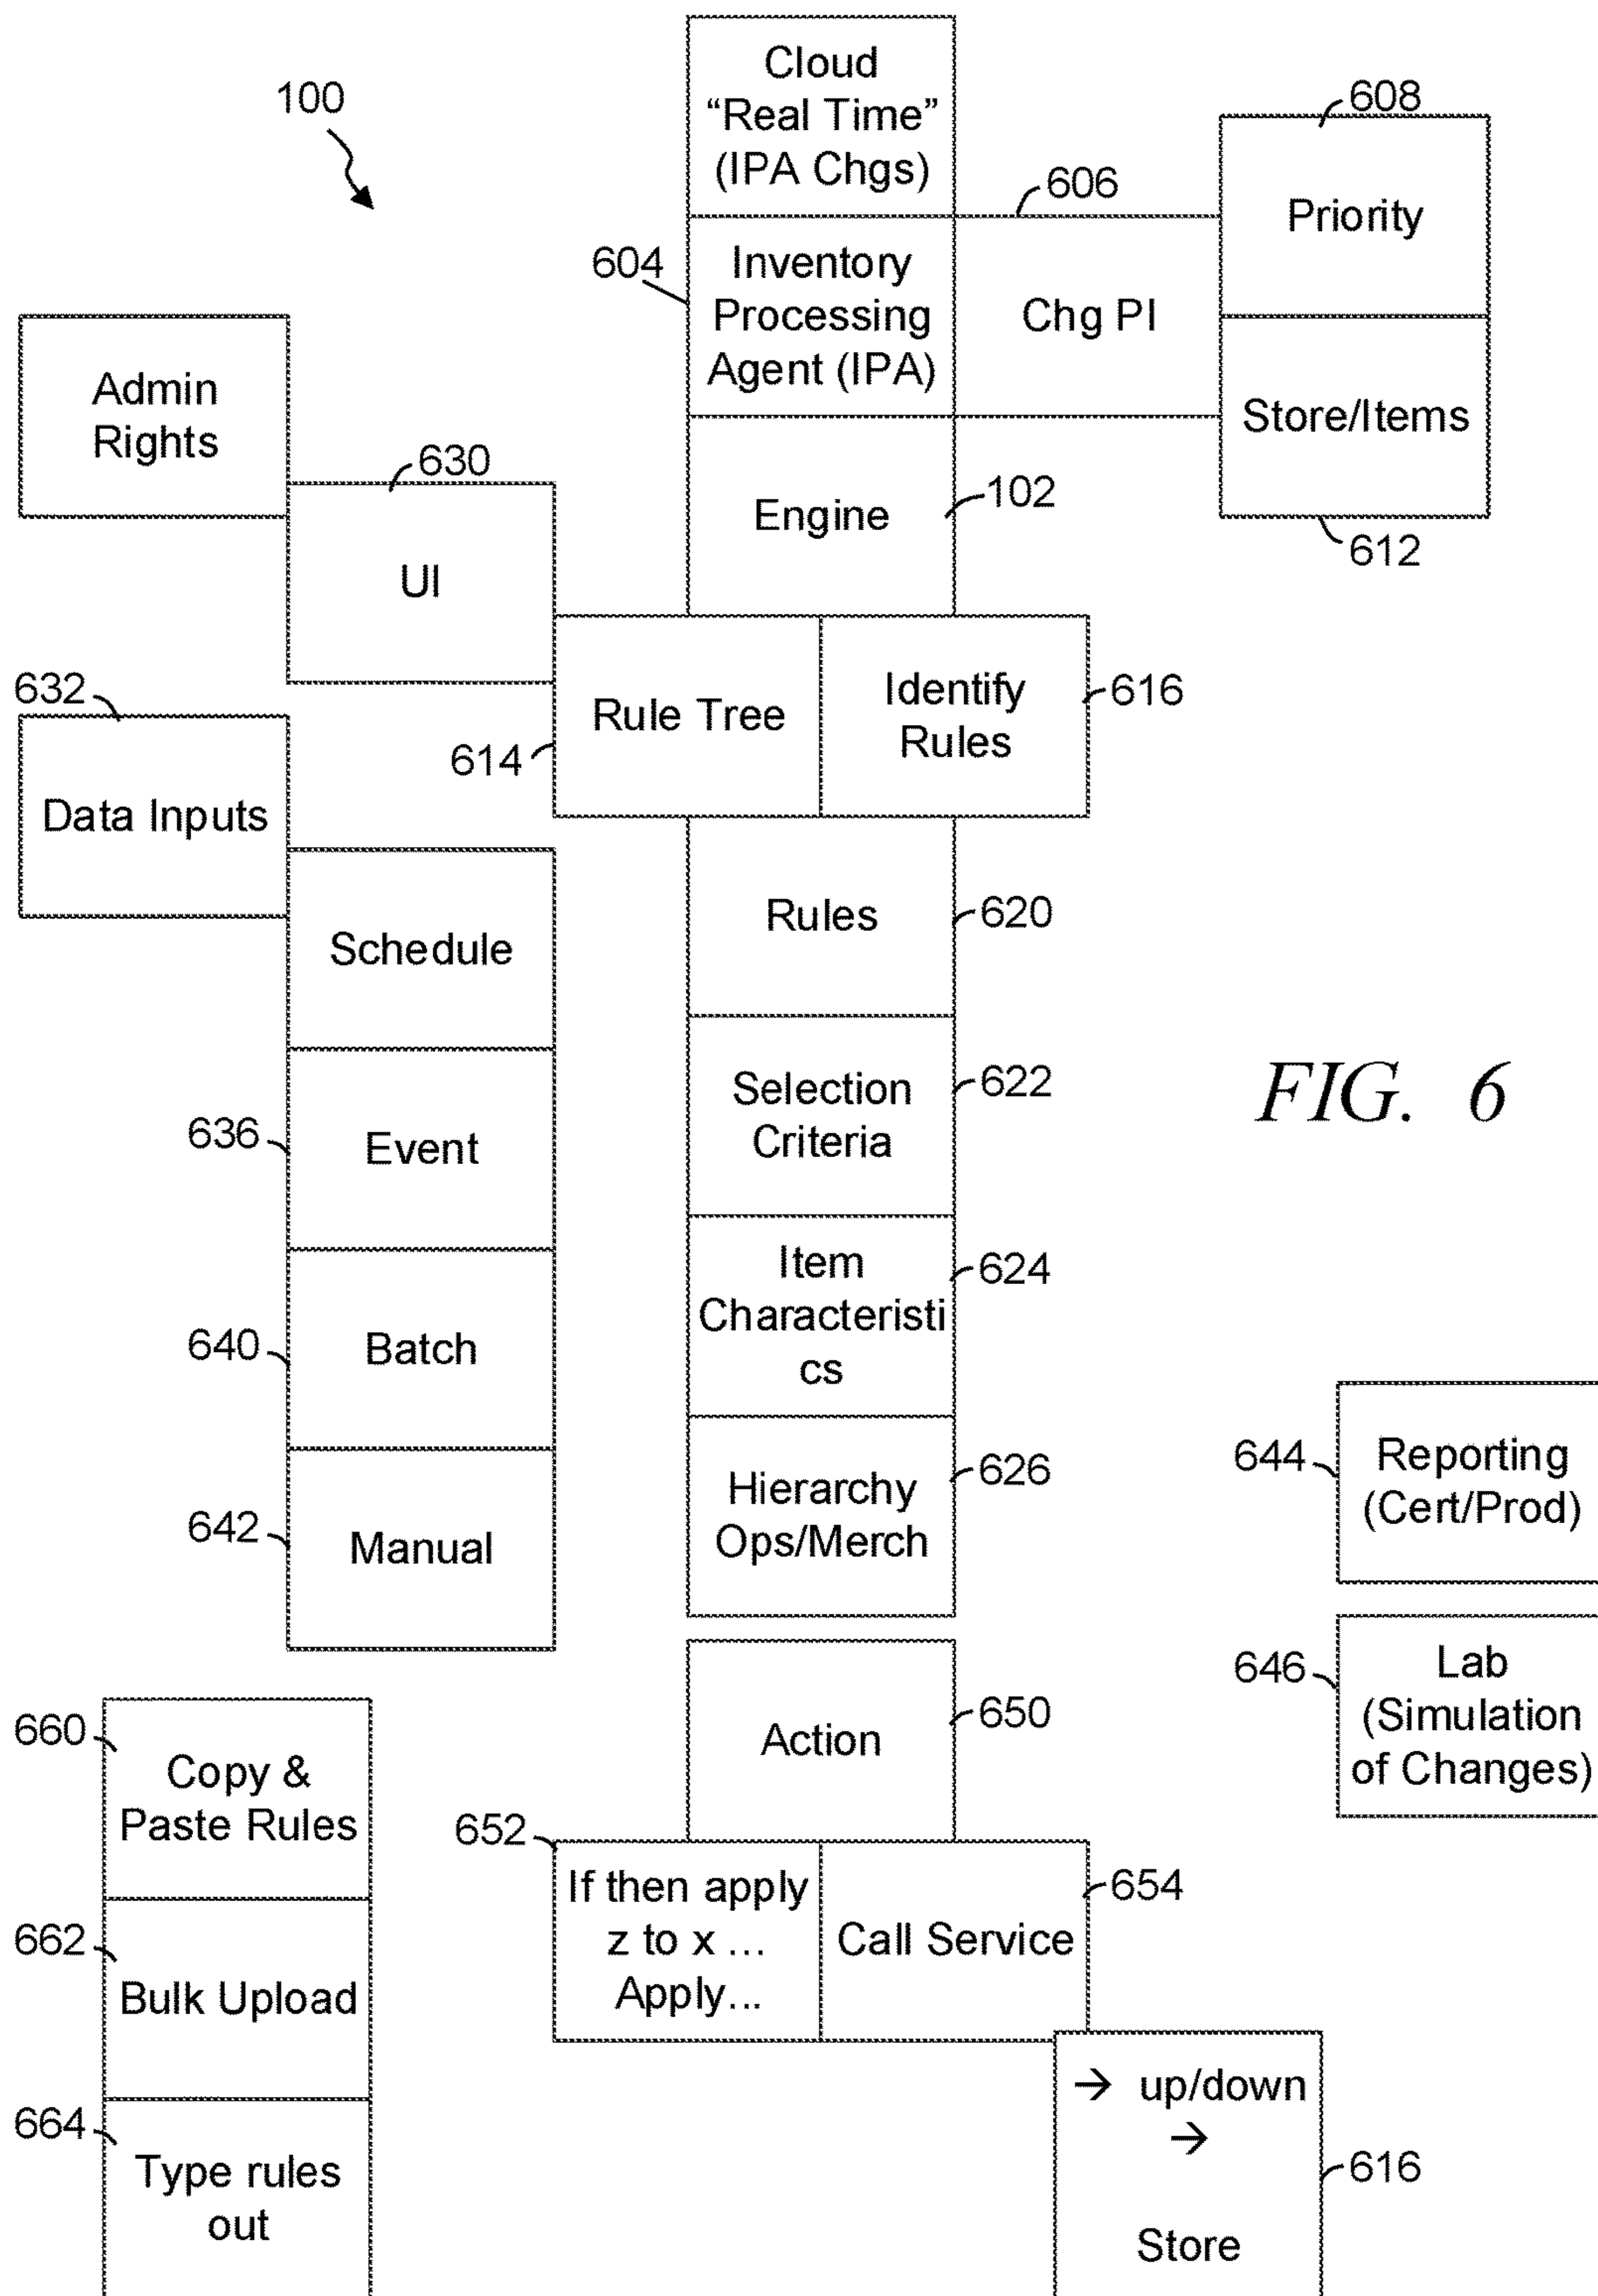 100
Cloud
“Real Time”
(IPA Chgs)
608
Priority
606
604
Inventory
Processing
Agent (IPA)
Chg PI
Store/Items
612
Admin
Rights
630
UI
Engine
102
632
Data Inputs
614
Rule Tree
Identify
Rules
616
Schedule
Rules
620
636
Event
Selection
Criteria
622
FIG. 6
640
Batch
Item
Characteristi
cs
624
642
Manual
Hierarchy
Ops/Merch
626
644
Reporting
(Cert/Prod)
646
Lab
(Simulation
of Changes)
660
Copy &
Paste Rules
Action
650
652
If then apply
z to x ...
Apply...
Call Service
654
662
Bulk Upload
664
Type rules
out
→ up/down
→
Store
616